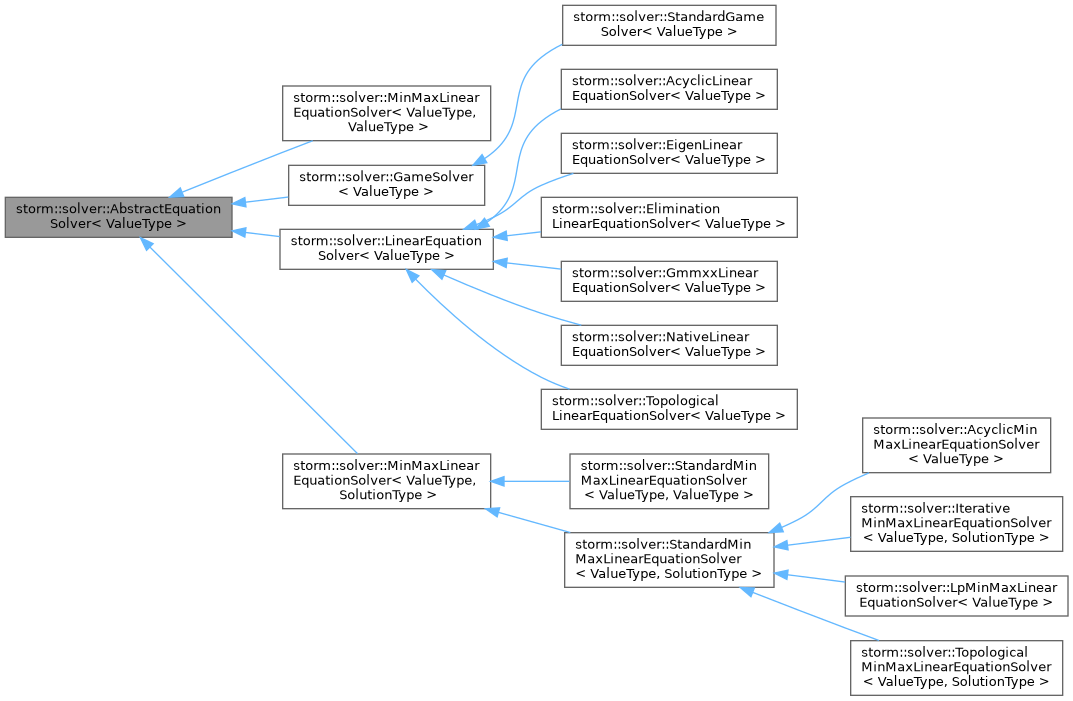 storm::solver::AbstractEquation
Solver< ValueType >
storm::solver::MinMaxLinear
EquationSolver< ValueType,
ValueType >
storm::solver::GameSolver
< ValueType >
storm::solver::LinearEquation
Solver< ValueType >
storm::solver::MinMaxLinear
EquationSolver< ValueType,
SolutionType >
storm::solver::StandardGame
Solver< ValueType >
storm::solver::AcyclicLinear
EquationSolver< ValueType >
storm::solver::EigenLinear
EquationSolver< ValueType >
storm::solver::Elimination
LinearEquationSolver< ValueType >
storm::solver::GmmxxLinear
EquationSolver< ValueType >
storm::solver::NativeLinear
EquationSolver< ValueType >
storm::solver::Topological
LinearEquationSolver< ValueType >
storm::solver::StandardMin
MaxLinearEquationSolver
< ValueType, ValueType >
storm::solver::StandardMin
MaxLinearEquationSolver
< ValueType, SolutionType >
storm::solver::AcyclicMin
MaxLinearEquationSolver
< ValueType >
storm::solver::Iterative
MinMaxLinearEquationSolver
< ValueType, SolutionType >
storm::solver::LpMinMaxLinear
EquationSolver< ValueType >
storm::solver::Topological
MinMaxLinearEquationSolver
< ValueType, SolutionType >